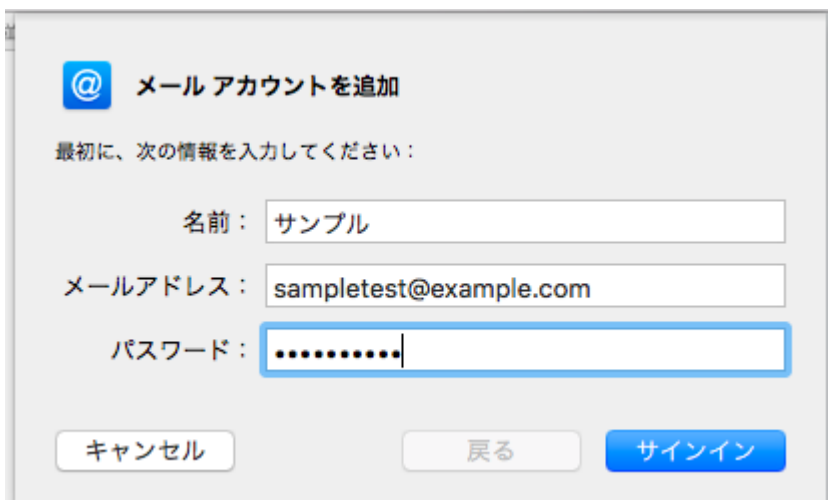 メール アカウントを追加
最初に、次の情報を入力してください：
名前： サンプル
メールアドレス： sampletest@example.com
パスワード： ••••••••••
キャンセル 戻る サインイン